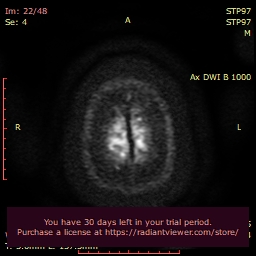 Im: 22/48
Se: 4
A
STP97
STP97
M
Ax DWI B 1000
R
L
You have 30 days left in your trial period.
Purchase a license at https://radiantviewer.com/store/